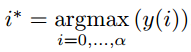 i* = argmax (y(i))
i=0,...,α